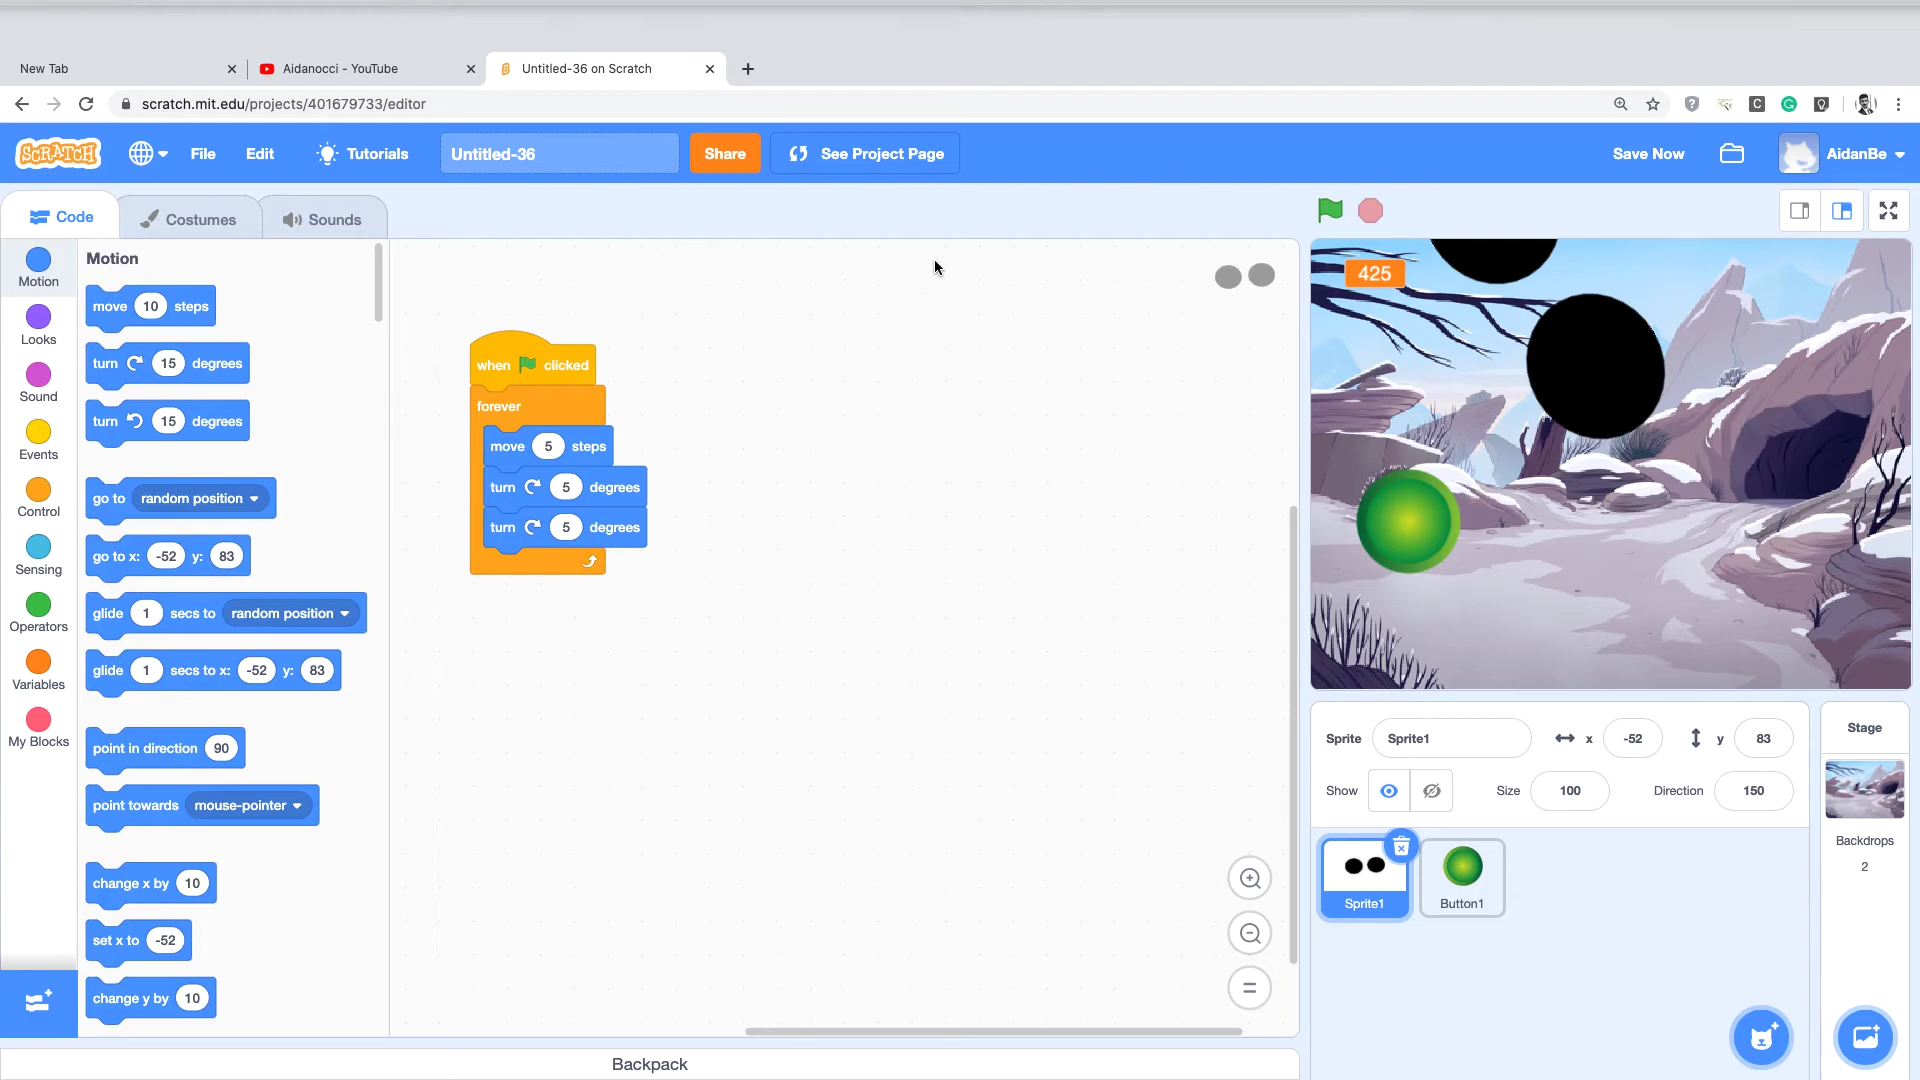 New Tab
Aidanocci - YouTube
Untitled-36 on Scratch
scratch.mit.edu/projects/401679733/editor
SCRATCH
File
Edit
Tutorials
Untitled-36
Share
See Project Page
Save Now
AidanBe
Code
Costumes
Sounds
Motion
Looks
Sound
Events
Control
Sensing
Operators
Variables
My Blocks
Motion
move 10 steps
turn 15 degrees
turn 15 degrees
go to random position
go to x: -52 y: 83
glide 1 secs to random position
glide 1 secs to x: -52 y: 83
point in direction 90
point towards mouse-pointer
change x by 10
set x to -52
change y by 10
when clicked
forever
move 5 steps
turn 5 degrees
turn 5 degrees
425
Sprite Sprite1 x -52 y 83
Show Size 100 Direction 150
Sprite1
Button1
Stage
Backdrops
2
Backpack